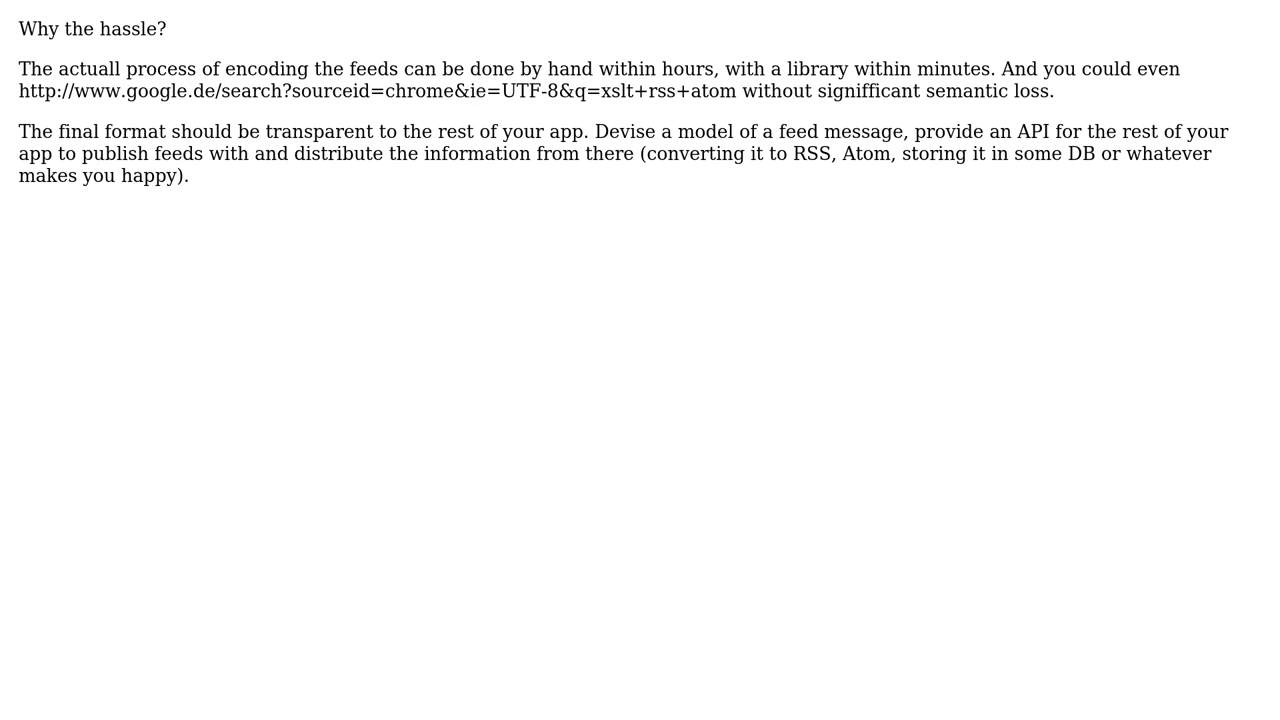 Why the hassle?
The actuall process of encoding the feeds can be done by hand within hours, with a library within minutes. And you could even
http://www.google.de/search?sourceid=chrome&ie=UTF-8&q=xslt+rss+atom without signifficant semantic loss.
The final format should be transparent to the rest of your app. Devise a model of a feed message, provide an API for the rest of your
app to publish feeds with and distribute the information from there (converting it to RSS, Atom, storing it in some DB or whatever
makes you happy).